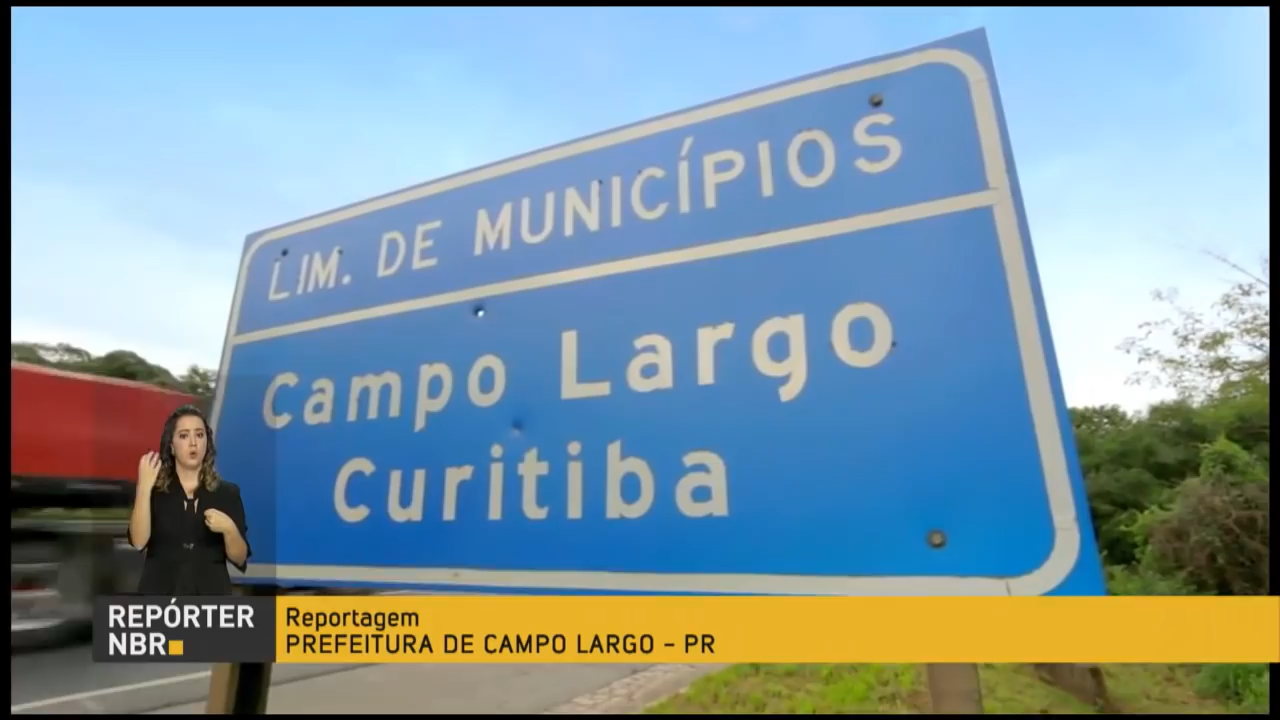 LIM. DE MUNICÍPIOS
Campo Largo
Curitiba
REPÓRTER
NBR
Reportagem
PREFEITURA DE CAMPO LARGO – PR